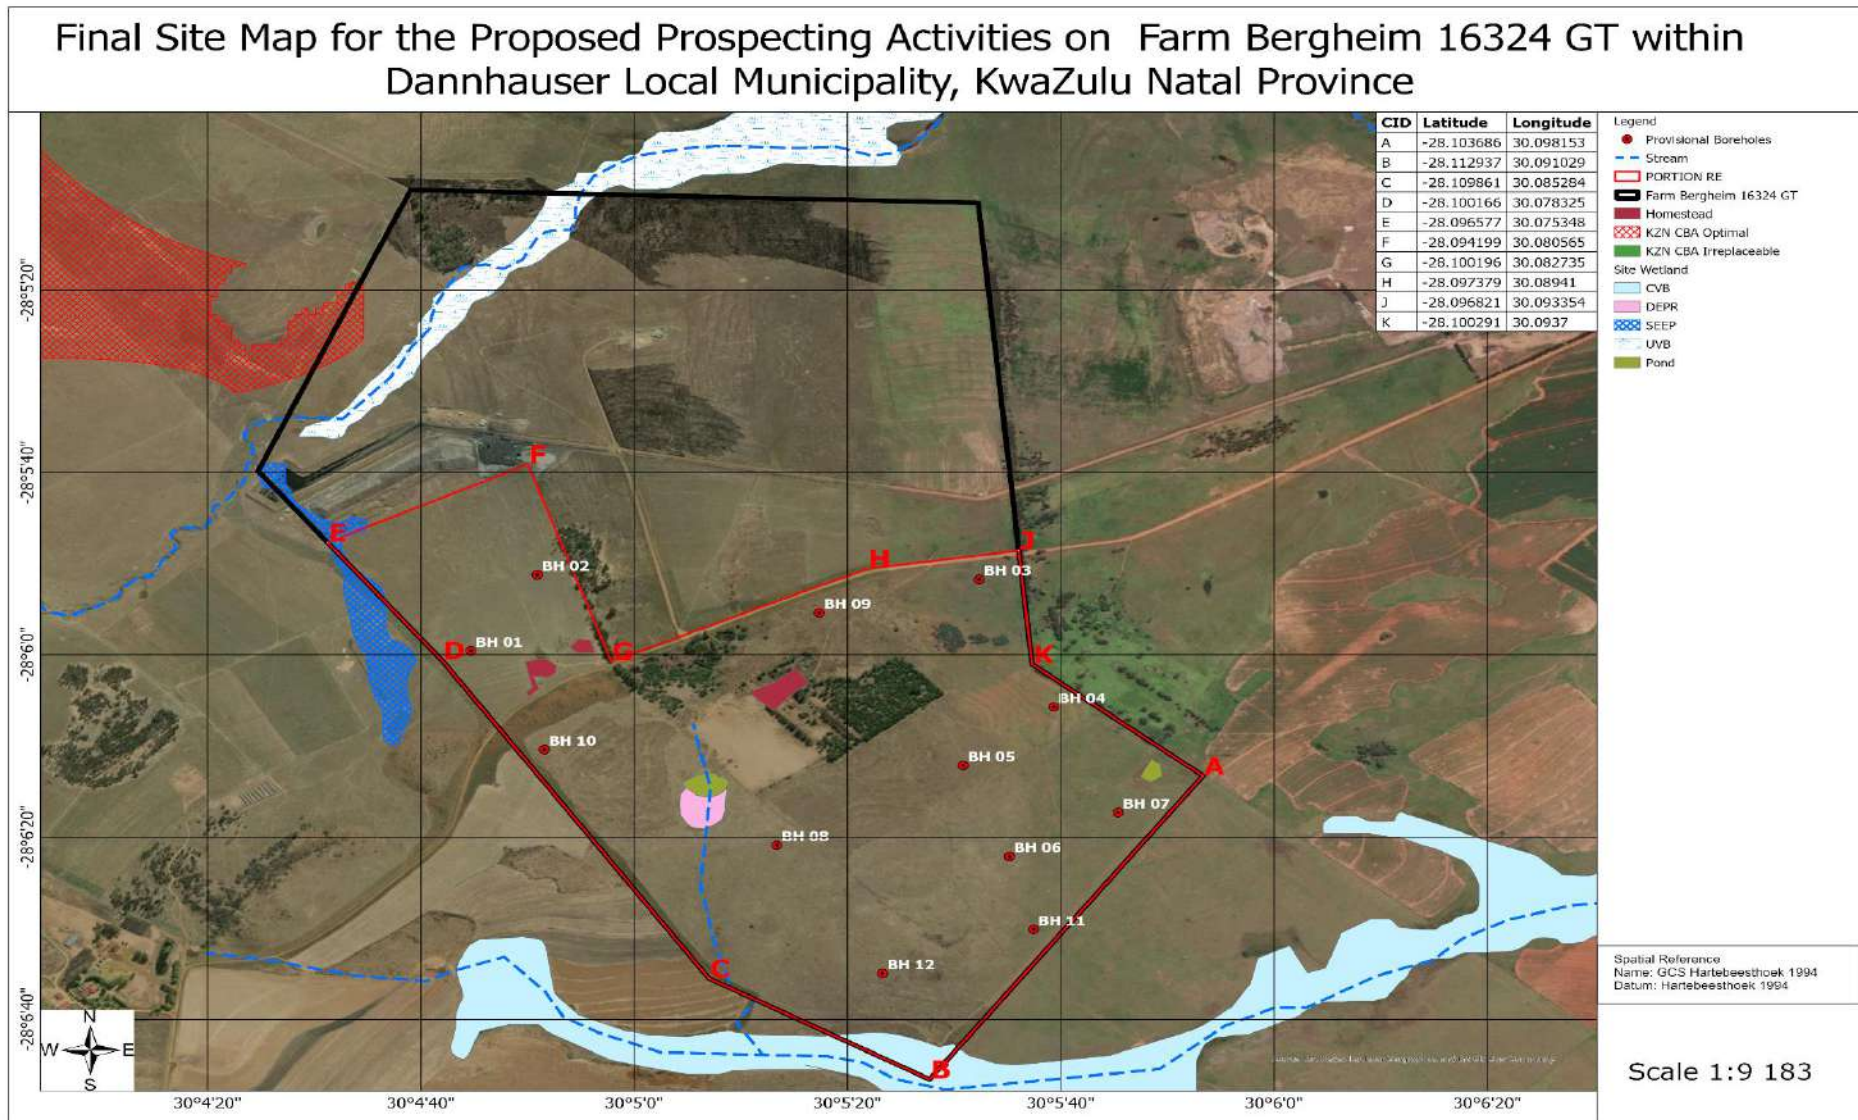 Final Site Map for the Proposed Prospecting Activities on Farm Bergheim 16324 GT within
Dannhauser Local Municipality, KwaZulu Natal Province
CID Latitude Longitude
A -28.103686 30.098153
B -28.112937 30.091029
C -28.109861 30.085284
D -28.100166 30.078325
E -28.096577 30.075348
F -28.094199 30.080565
G -28.100196 30.082735
H -28.097379 30.08941
J -28.096821 30.093354
K -28.100291 30.0937
Legend
Provisional Boreholes
Stream
PORTION RE
Farm Bergheim 16324 GT
Homestead
KZN CBA Optimal
KZN CBA Irreplaceable
Site Wetland
CVB
DEPR
SEEP
UVB
Pond
-28°5'20"
-28°5'40"
-28°6'0"
-28°6'20"
-28°6'40"
F
E
J
H
BH 02
BH 03
BH 09
D
BH 01
G
K
BH 04
BH 10
BH 05
A
BH 07
BH 08
BH 06
BH 11
C
BH 12
B
N
W
E
S
30°4'20"
30°4'40"
30°5'0"
30°5'20"
30°5'40"
30°6'0"
30°6'20"
Spatial Reference
Name: GCS Hartebeesthoek 1994
Datum: Hartebeesthoek 1994
Scale 1:9 183